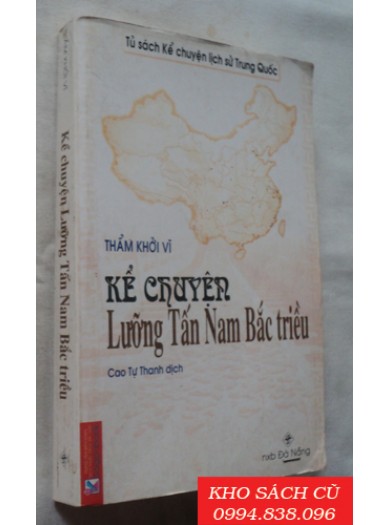 Tủ sách Kể chuyện lịch sử Trung Quốc
THẨM KHỞI VĨ
KỂ CHUYỆN
Lưỡng Tấn Nam Bắc triều
Cao Tự Thanh dịch
nxb Đà Nẵng
Kể chuyện Lưỡng Tấn Nam Bắc triều
KHO SÁCH CŨ
0994.838.096